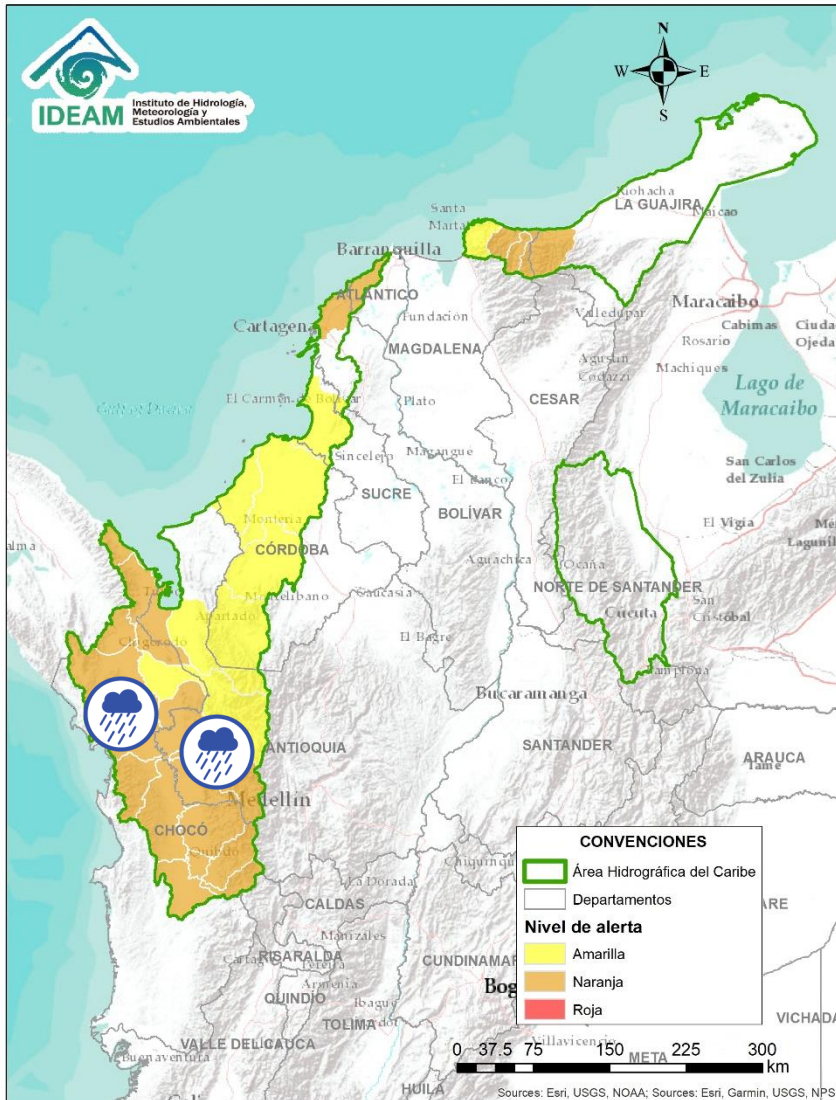 IDEAM
Instituto de Hidrología,
Meteorología y
Estudios Ambientales
N
W
E
S
Riohacha
LA GUAJIRA
Maicao
Santa
Marta
Barranquilla
ATLÁNTICO
Maracaibo
Cartagena
Fundación
Valledupar
Cabimas
Ciudad
Rosario
Ojeda
MAGDALENA
Machiques
Agustín
Codazzi
CESAR
Lago de
Maracaibo
El Carmen de Bolívar
Plato
Sincelejo
Magangué
San Carlos
del Zulia
SUCRE
El Banco
BOLÍVAR
Montería
El Vigía
CÓRDOBA
Aguachica
Ocaña
Montelíbano
Caucasia
NORTE DE SANTANDER
Apartadó
Cúcuta
San
Cristóbal
El Bagre
Pamplona
Bucaramanga
ANTIOQUIA
SANTANDER
ARAUCA
Tame
Medellín
CHOCÓ
Quibdó
La Dorada
CALDAS
Manizales
RISARALDA
Pereira
Armenia
QUINDÍO
Ibagué
TOLIMA
CUNDINAMAR
Bog
VICHADA
Villavicencio
VALLE DEL CAUCA
META
Buenaventura
HUILA
CONVENCIONES
Área Hidrográfica del Caribe
Departamentos
Nivel de alerta
Amarilla
Naranja
Roja
0 37.5 75 150 225 300
km
Sources: Esri, USGS, NOAA; Sources: Esri, Garmin, USGS, NPS